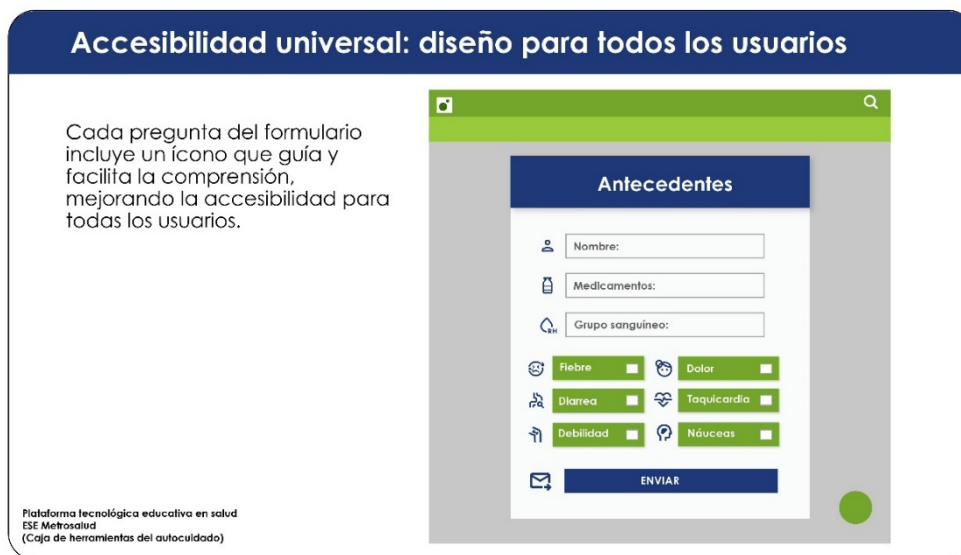 Accesibilidad universal: diseño para todos los usuarios
Cada pregunta del formulario
incluye un ícono que guía y
facilita la comprensión,
mejorando la accesibilidad para
todas los usuarios.
Antecedentes
Nombre:
Medicamentos:
RH
Grupo sanguíneo:
Fiebre
Dolor
Diarrea
Taquicardia
Debilidad
Náuceas
ENVIAR
Plataforma tecnológica educativa en salud
ESE Metrosalud
(Caja de herramientas del autocuidado)